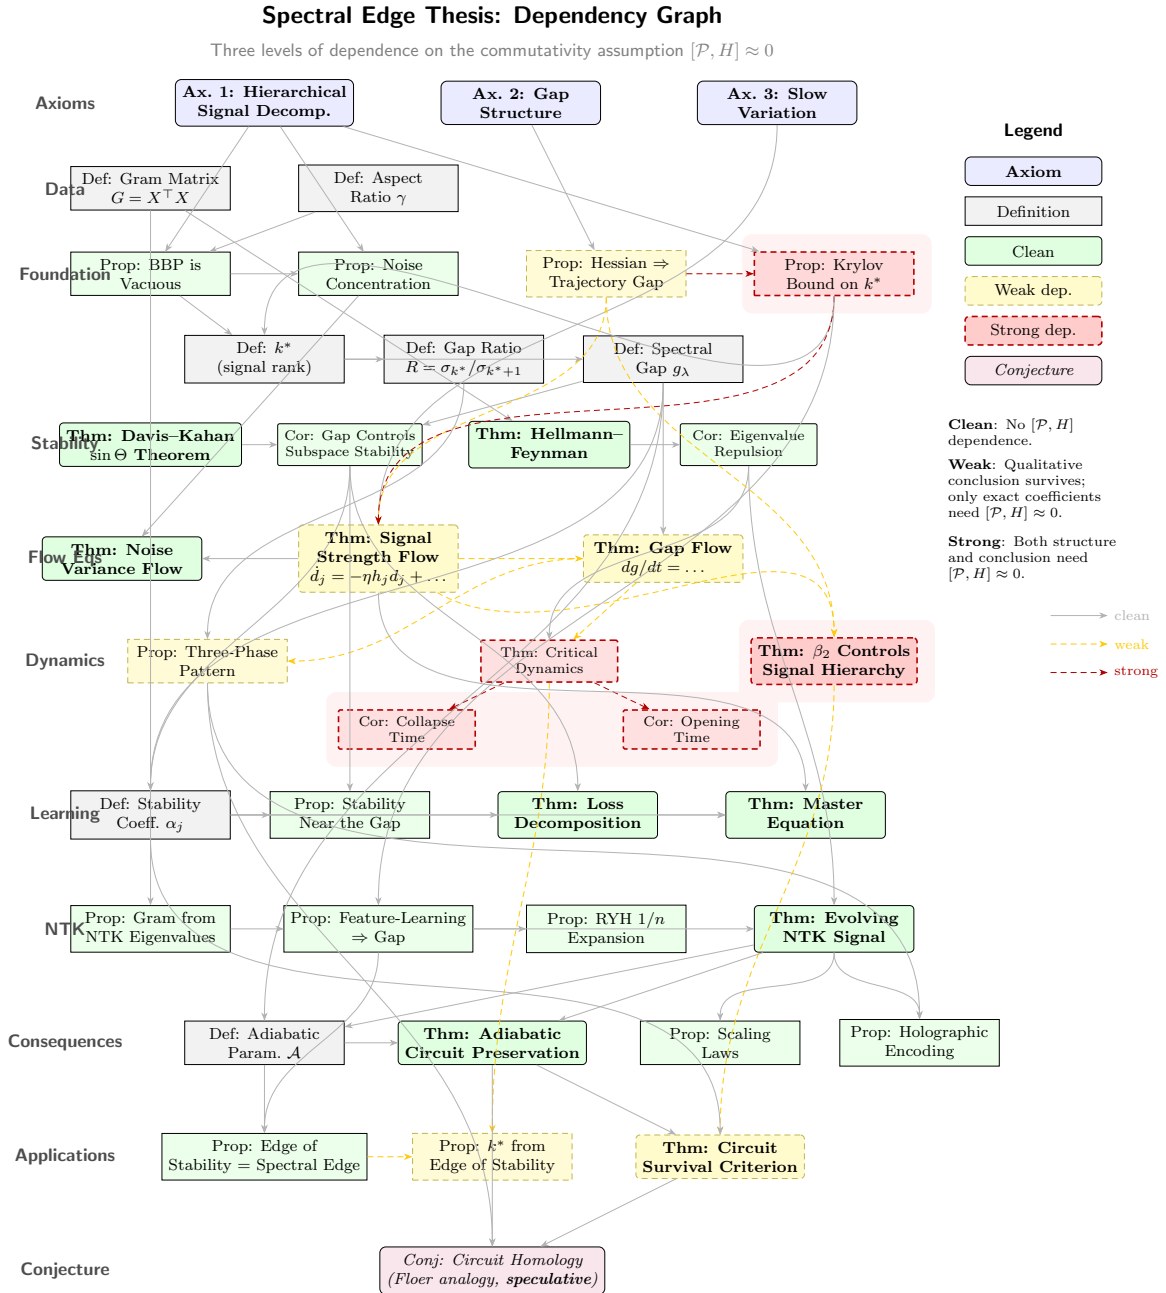 Spectral Edge Thesis: Dependency Graph
Three levels of dependence on the commutativity assumption [𝒫, H] ≈ 0
Axioms
Ax. 1: Hierarchical
Signal Decomp.
Ax. 2: Gap
Structure
Ax. 3: Slow
Variation
Data
Def: Gram Matrix
G = X⊤X
Def: Aspect
Ratio γ
Foundation
Prop: BBP is
Vacuous
Prop: Noise
Concentration
Prop: Hessian ⇒
Trajectory Gap
Prop: Krylov
Bound on k*
Def: k*
(signal rank)
Def: Gap Ratio
R = σk*/σk*+1
Def: Spectral
Gap gλ
Stability
Thm: Davis–Kahan
sin Θ Theorem
Cor: Gap Controls
Subspace Stability
Thm: Hellmann–
Feynman
Cor: Eigenvalue
Repulsion
Flow Eqs
Thm: Noise
Variance Flow
Thm: Signal
Strength Flow
ḋj = −ηhjdj + …
Thm: Gap Flow
dg/dt = …
Dynamics
Prop: Three-Phase
Pattern
Thm: Critical
Dynamics
Thm: β2 Controls
Signal Hierarchy
Cor: Collapse
Time
Cor: Opening
Time
Learning
Def: Stability
Coeff. αj
Prop: Stability
Near the Gap
Thm: Loss
Decomposition
Thm: Master
Equation
NTK
Prop: Gram from
NTK Eigenvalues
Prop: Feature-Learning
⇒ Gap
Prop: RYH 1/n
Expansion
Thm: Evolving
NTK Signal
Consequences
Def: Adiabatic
Param. 𝒜
Thm: Adiabatic
Circuit Preservation
Prop: Scaling
Laws
Prop: Holographic
Encoding
Applications
Prop: Edge of
Stability = Spectral Edge
Prop: k* from
Edge of Stability
Thm: Circuit
Survival Criterion
Conjecture
Conj: Circuit Homology
(Floer analogy, speculative)
Legend
Axiom
Definition
Clean
Weak dep.
Strong dep.
Conjecture
Clean: No [𝒫, H]
dependence.
Weak: Qualitative
conclusion survives;
only exact coefficients
need [𝒫, H] ≈ 0.
Strong: Both structure
and conclusion need
[𝒫, H] ≈ 0.
clean
weak
strong